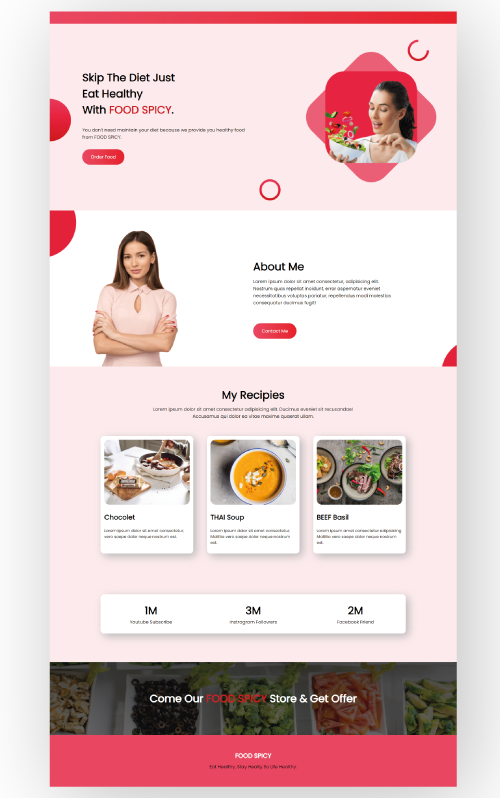 Skip The Diet Just
Eat Healthy
With FOOD SPICY.
You don't need maintain your diet because we provide you healthy food
from FOOD SPICY.
Order Food
About Me
Lorem ipsum dolor sit amet consectetur, adipisicing elit.
Nostrum quas repellat incidunt, error aspernatur eveniet
necessitatibus voluptas pariatur, repellendus modi molestias
consequatur ducimus fugit!
Contact Me
My Recipies
Lorem ipsum dolor sit amet consectetur adipisicing elit. Ducimus eveniet sit recusandae!
Accusamus qui dolor ea vitae maxime quaerat ullam.
Chocolet
Lorem ipsum dolor sit amet consectetur,
vero saepe dolor neque nostrum
est.
THAI Soup
Lorem ipsum dolor sit amet consectetur,
Mollitia vero saepe dolor neque nostrum
est.
BEEF Basil
Lorem ipsum dolor sit amet consectetur adipisicing.
Mollitia vero saepe dolor neque nostrum
est.
1M
Youtube Subscribe
3M
Instragram Followers
2M
Facebook Friend
Come Our FOOD SPICY Store & Get Offer
FOOD SPICY
Eat Healthy, Stay Healty So Life Healthy